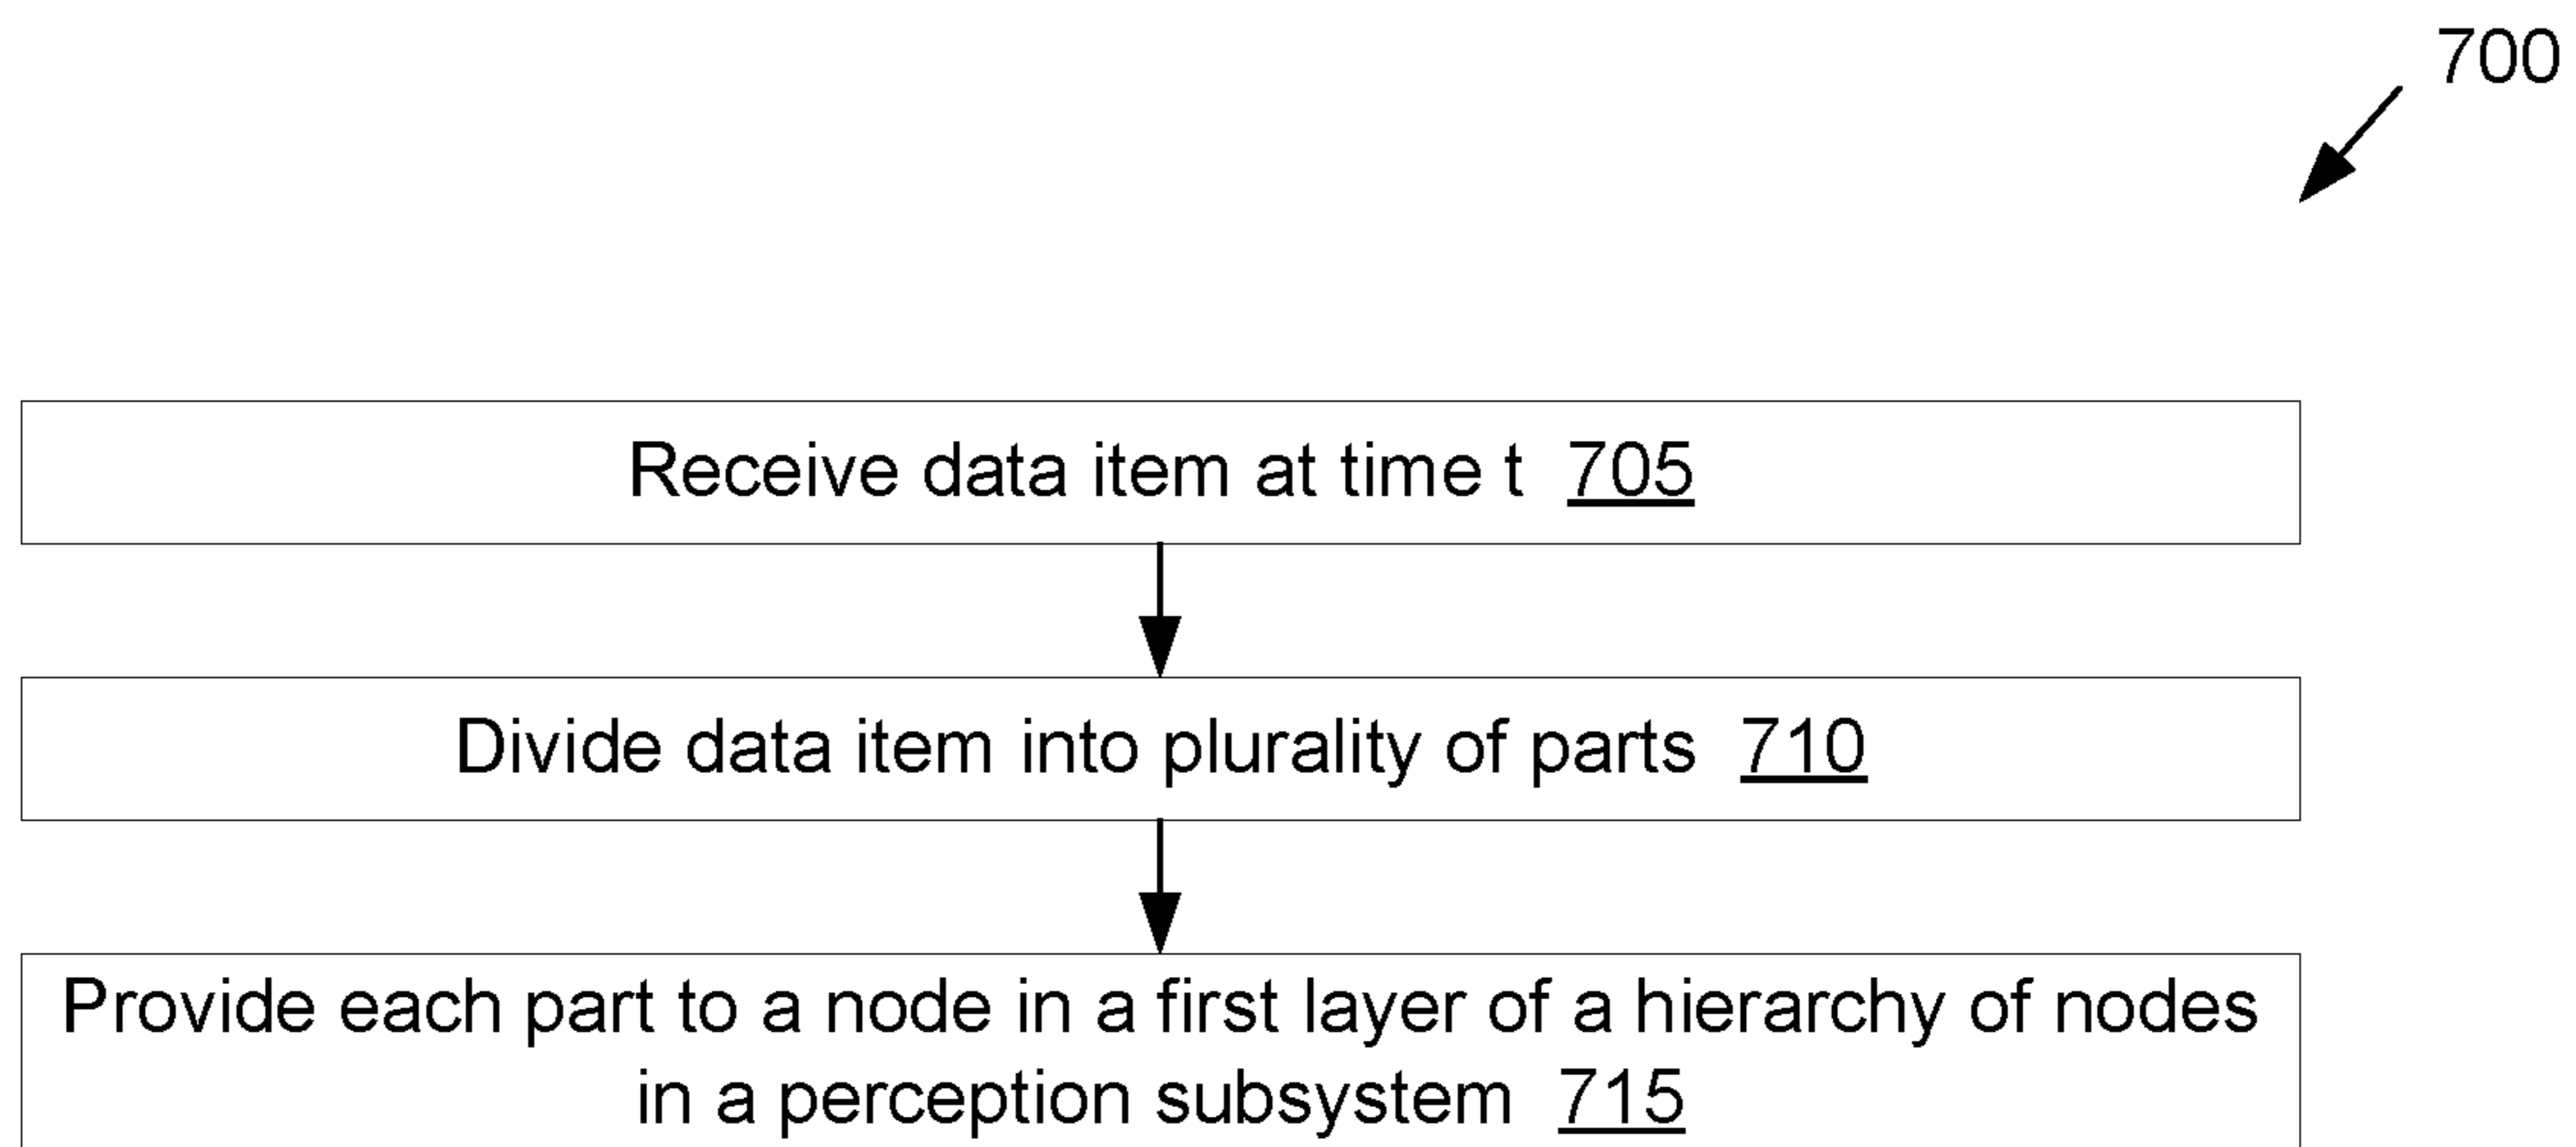 700
Receive data item at time t 705
Divide data item into plurality of parts 710
Provide each part to a node in a first layer of a hierarchy of nodes
in a perception subsystem 715